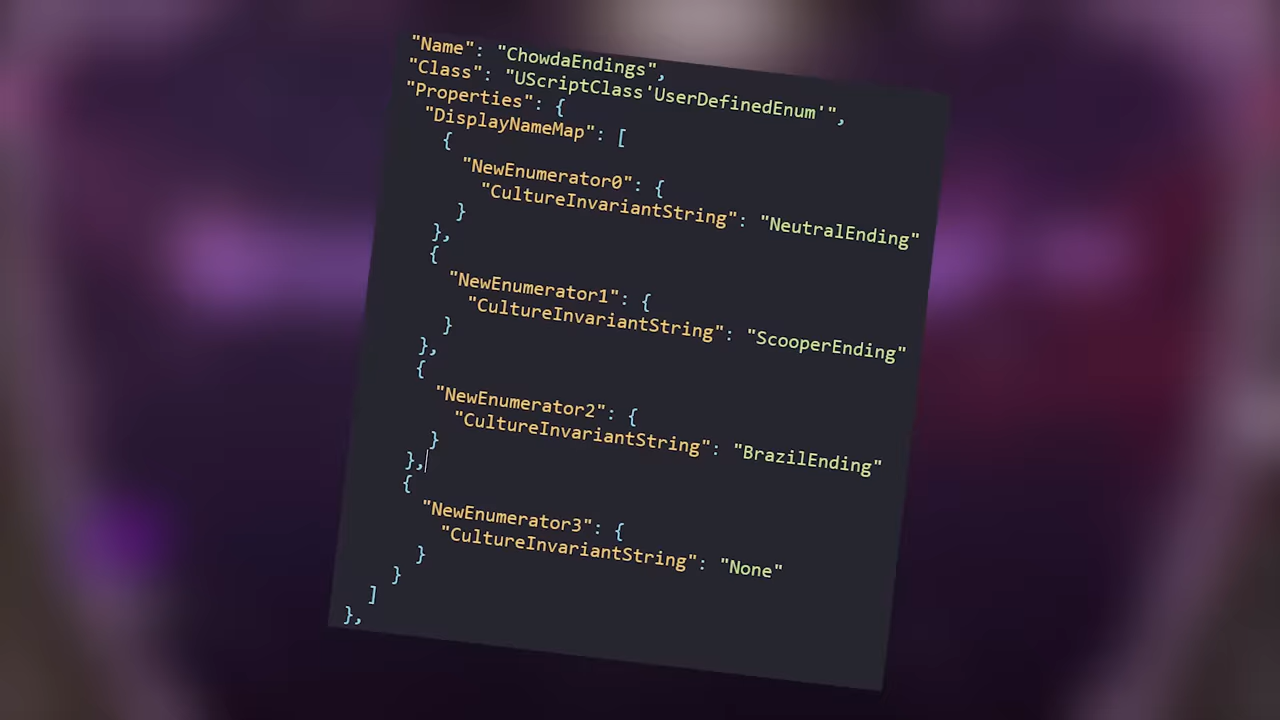 "Name": "ChowdaEndings",
"Class": "UScriptClass'UserDefinedEnum'",
"Properties": {
"DisplayNameMap": [
{
"NewEnumerator0": {
"CultureInvariantString": "NeutralEnding"
}
},
{
"NewEnumerator1": {
"CultureInvariantString": "ScooperEnding"
}
},
{
"NewEnumerator2": {
"CultureInvariantString": "BrazilEnding"
}
},
{
"NewEnumerator3": {
"CultureInvariantString": "None"
}
}
]
},